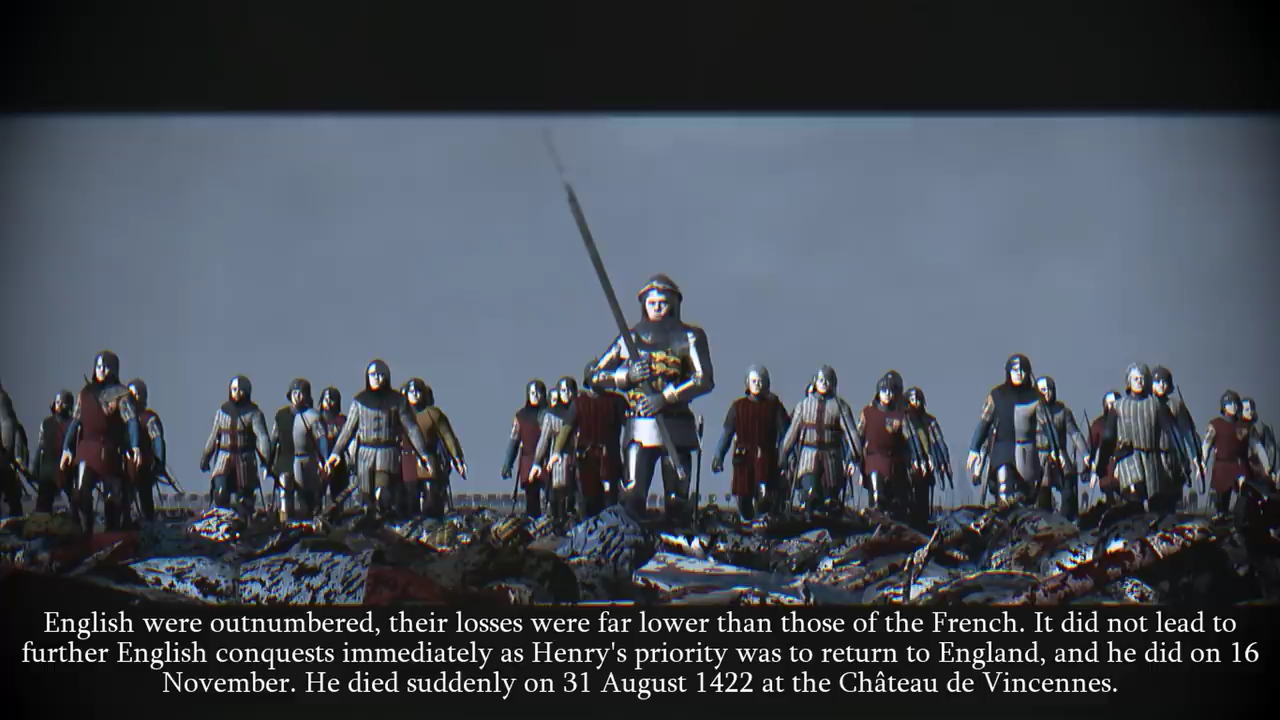 English were outnumbered, their losses were far lower than those of the French. It did not lead to
further English conquests immediately as Henry's priority was to return to England, and he did on 16
November. He died suddenly on 31 August 1422 at the Château de Vincennes.